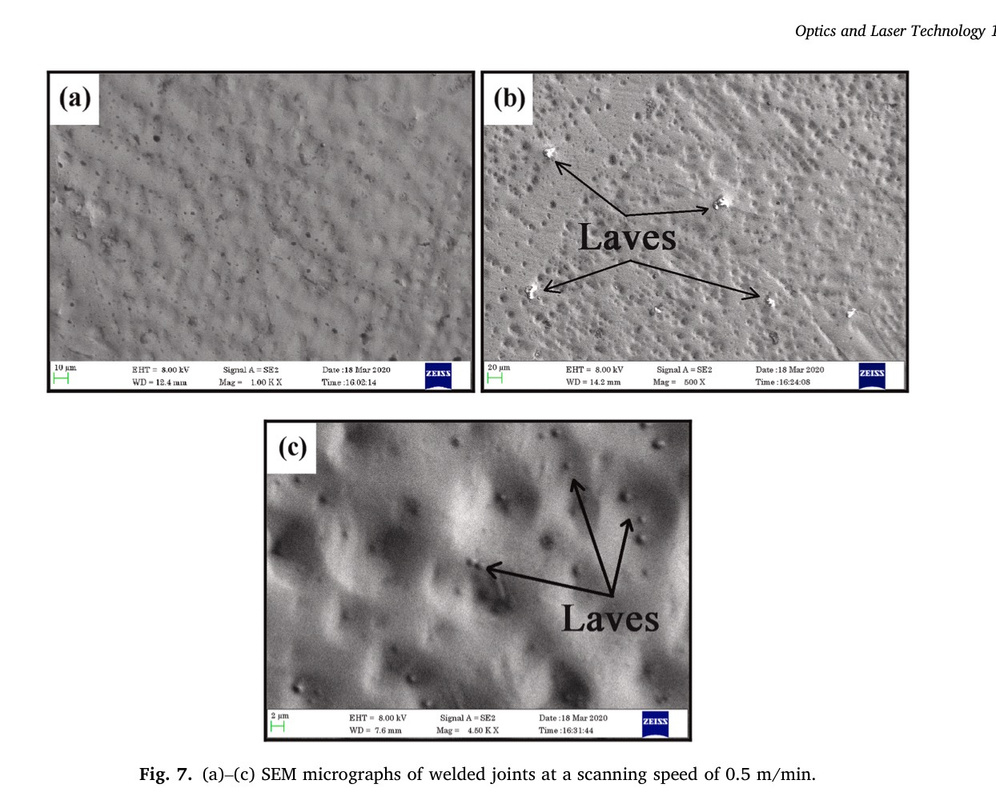 Optics and Laser Technology 1
(a)
10 μm
EHT = 8.00 kV
Signal A = SE2
Date :18 Mar 2020
ZEISS
WD = 12.4 mm
Mag = 1.00 K X
Time :16:02:14
(b)
Laves
20 μm
EHT = 8.00 kV
Signal A = SE2
Date :18 Mar 2020
ZEISS
WD = 14.2 mm
Mag = 500 X
Time :16:24:08
(c)
Laves
2 μm
EHT = 8.00 kV
Signal A = SE2
Date :18 Mar 2020
ZEISS
WD = 7.6 mm
Mag = 4.50 K X
Time :16:31:44
Fig. 7. (a)–(c) SEM micrographs of welded joints at a scanning speed of 0.5 m/min.